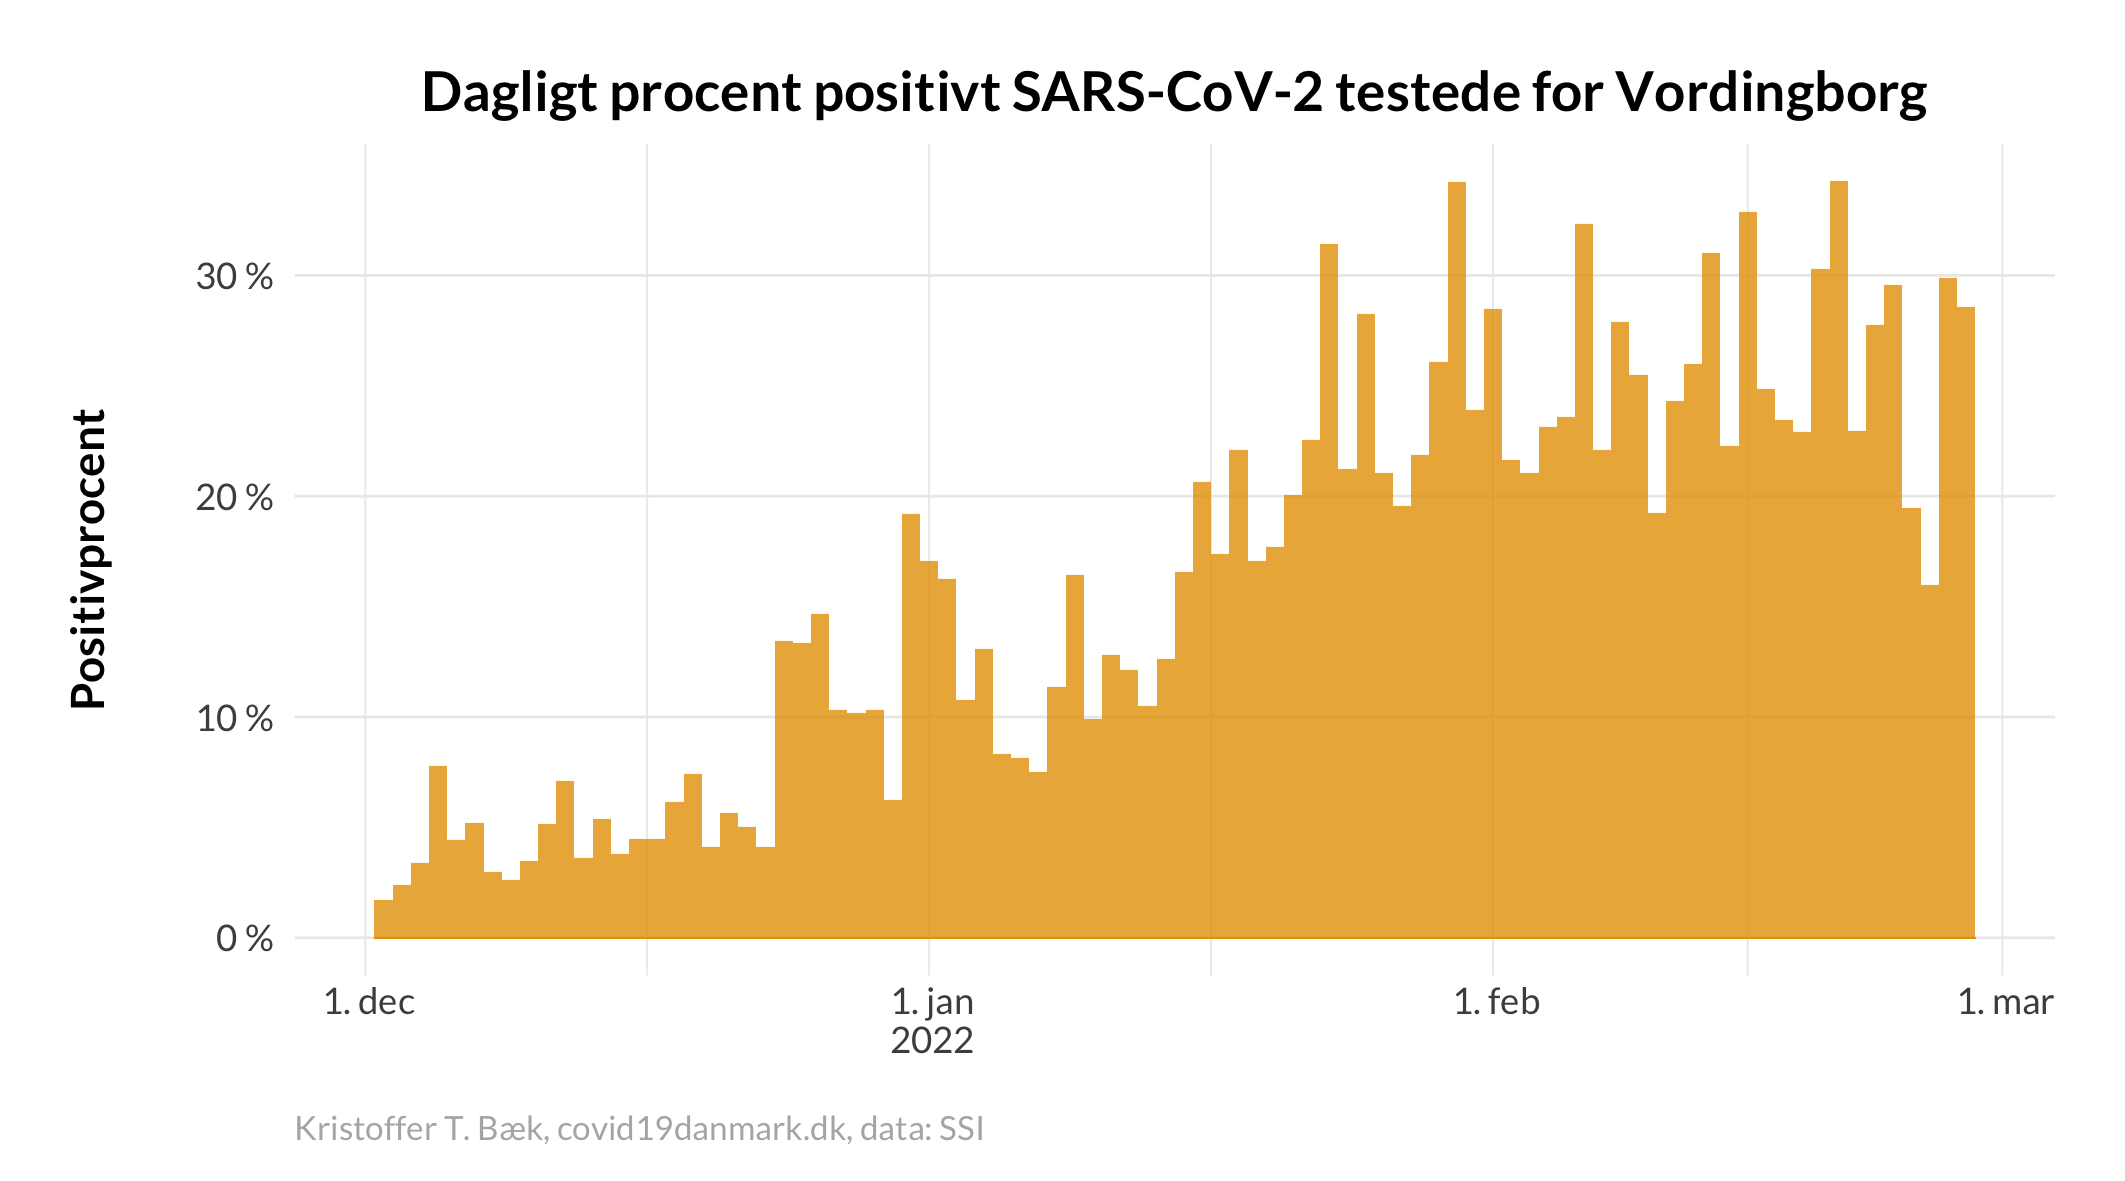 Dagligt procent positivt SARS-CoV-2 testede for Vordingborg
Positivprocent
30 %
20 %
10 %
0 %
1. dec
1. jan
2022
1. feb
1. mar
Kristoffer T. Bæk, covid19danmark.dk, data: SSI